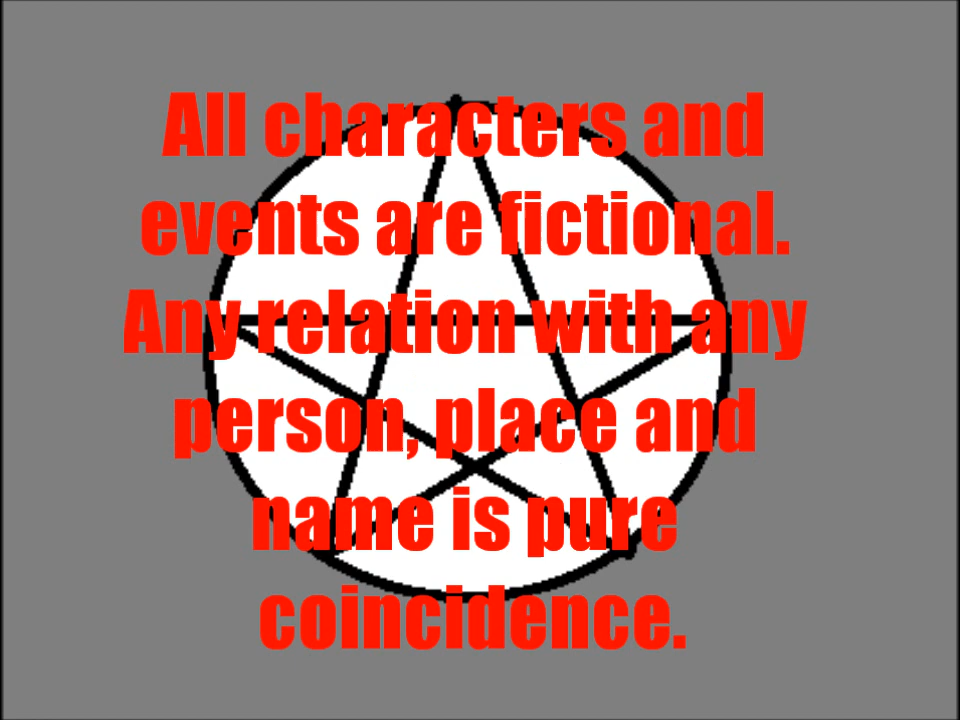 All characters and
events are fictional.
Any relation with any
person, place and
name is pure
coincidence.